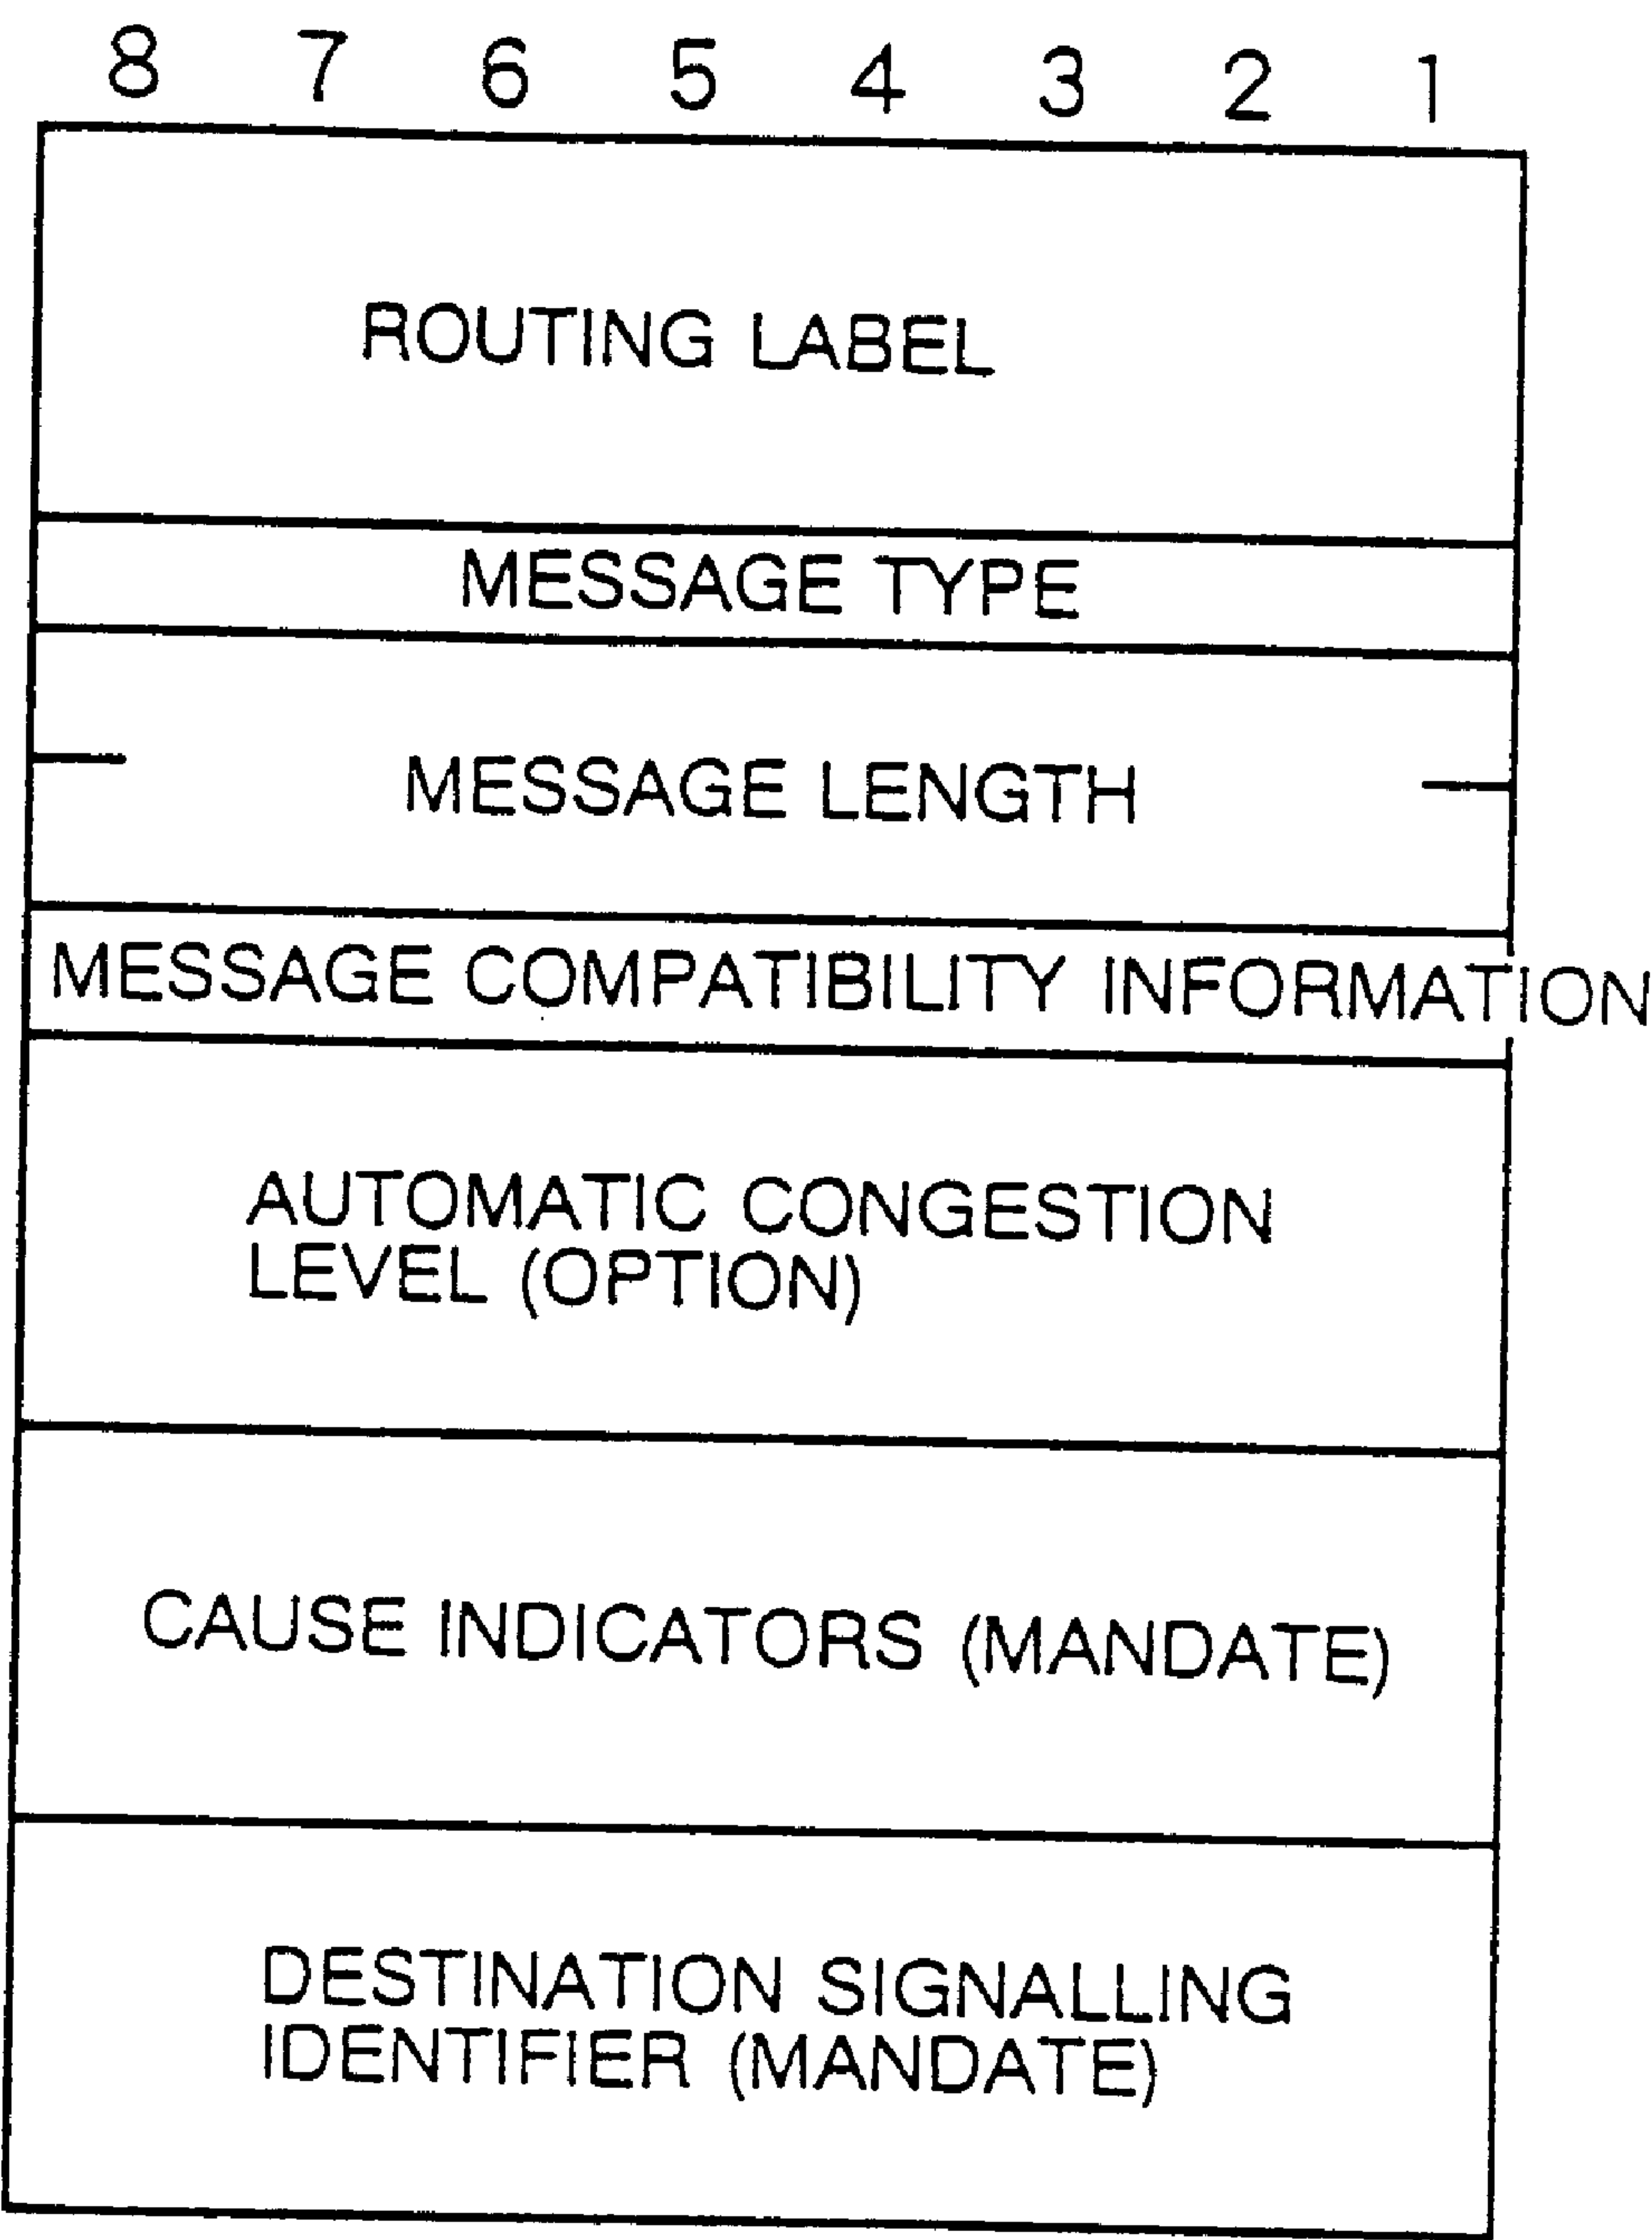 8 7 6 5 4 3 2 1
ROUTING LABEL
MESSAGE TYPE
MESSAGE LENGTH
MESSAGE COMPATIBILITY INFORMATION
AUTOMATIC CONGESTION
LEVEL (OPTION)
CAUSE INDICATORS (MANDATE)
DESTINATION SIGNALLING
IDENTIFIER (MANDATE)